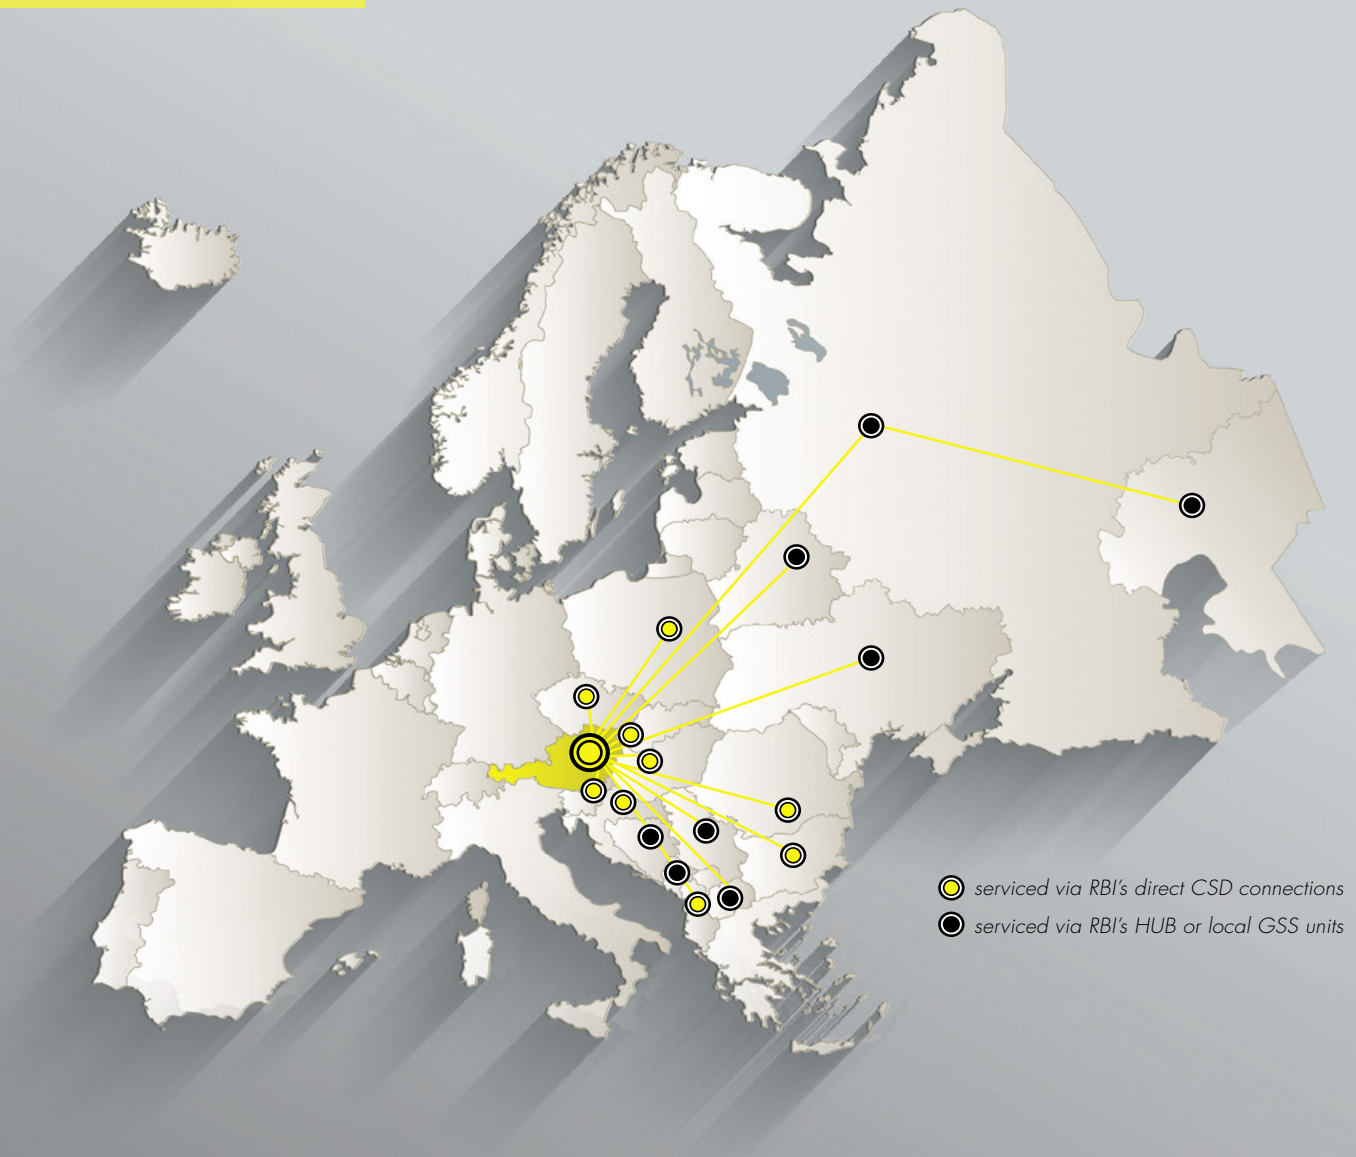 serviced via RBI's direct CSD connections
serviced via RBI's HUB or local GSS units